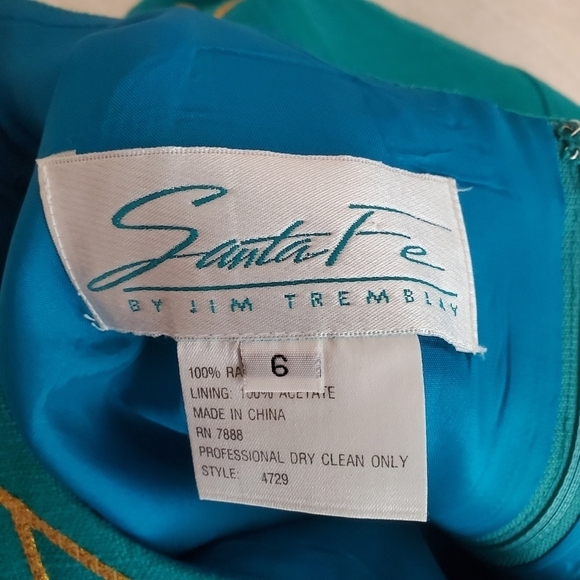 Santa Fe
BY JIM TREMBLAY
6
100%
LINING: 100% ACETATE
MADE IN CHINA
RN 7888
PROFESSIONAL DRY CLEAN ONLY
STYLE: 4729